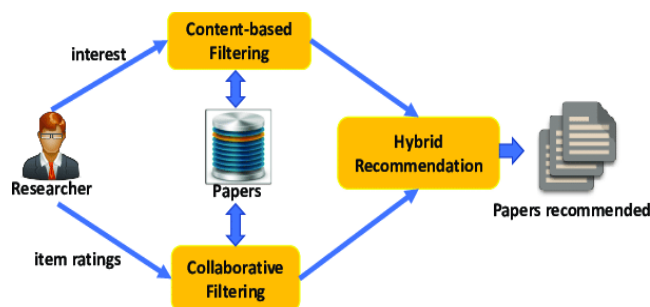 Content-based
Filtering
interest
Researcher
Papers
Hybrid
Recommendation
Papers recommended
item ratings
Collaborative
Filtering